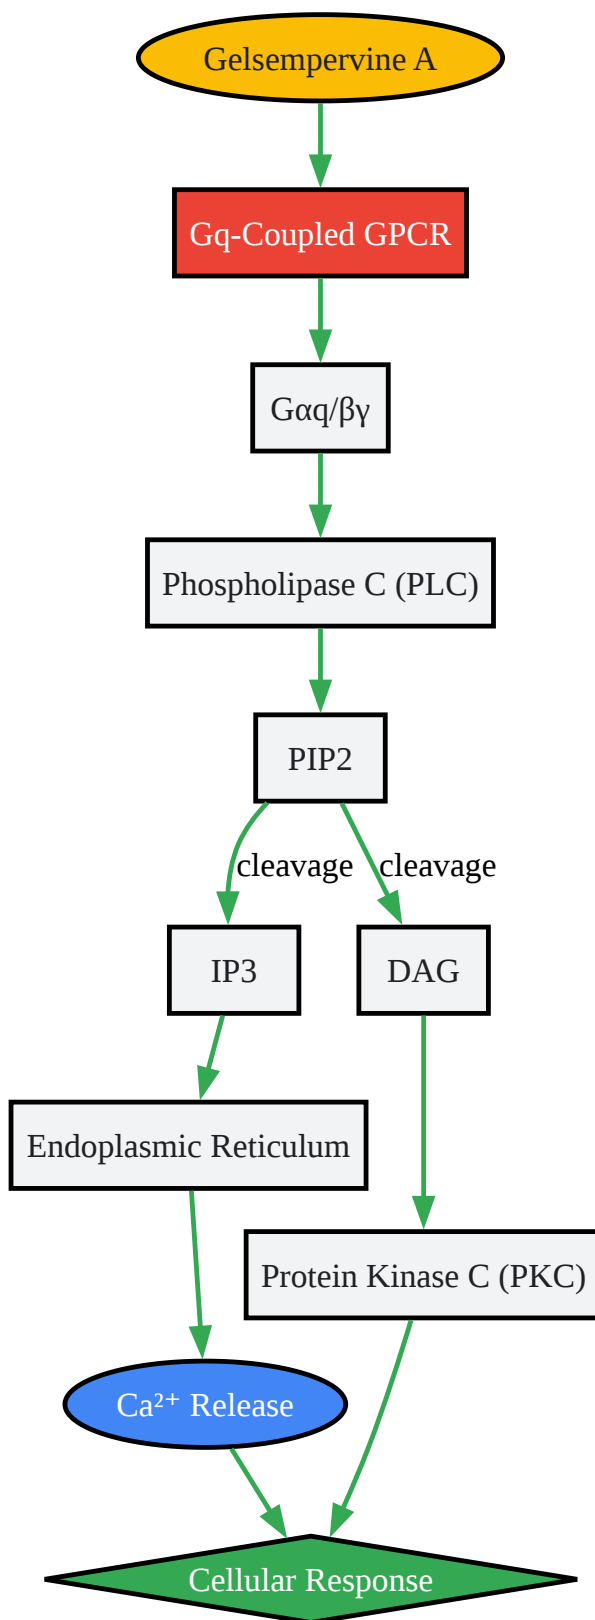 Gelsempervine A
Gq-Coupled GPCR
Gαq/βγ
Phospholipase C (PLC)
PIP2
cleavage
cleavage
IP3
DAG
Endoplasmic Reticulum
Protein Kinase C (PKC)
Ca²⁺ Release
Cellular Response